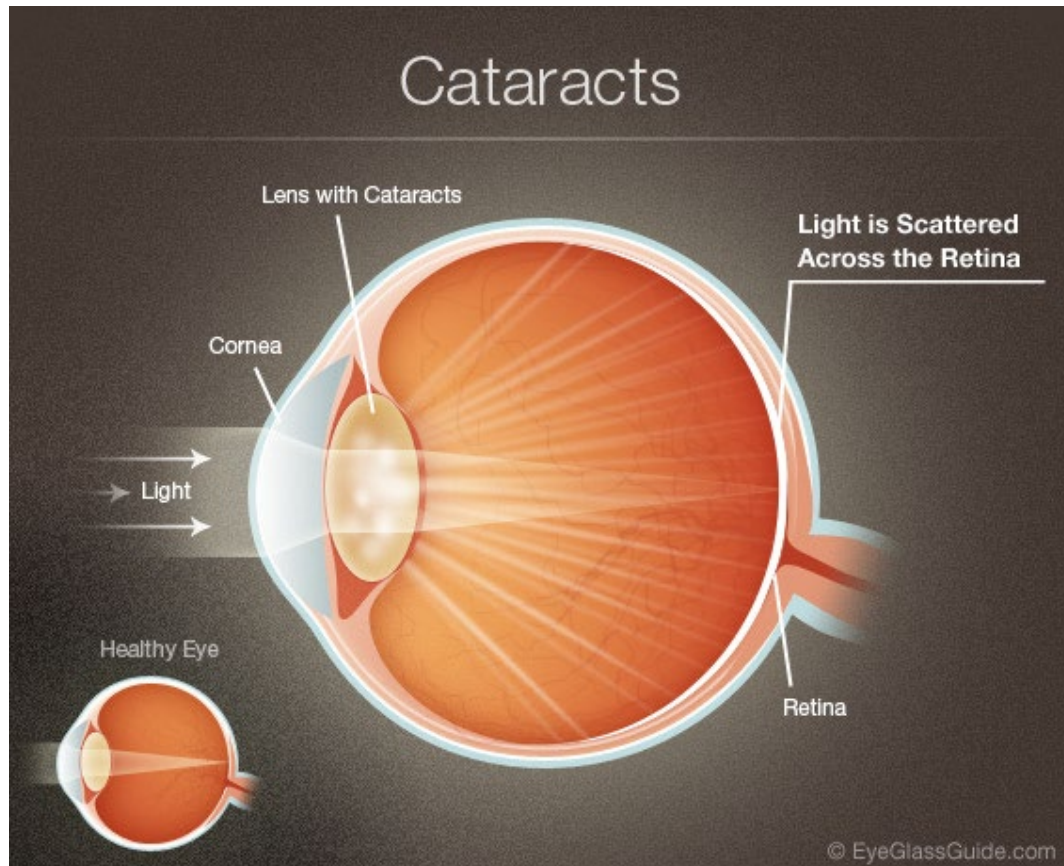 Cataracts
Lens with Cataracts
Light is Scattered
Across the Retina
Cornea
Light
Healthy Eye
Retina
© EyeGlassGuide.com